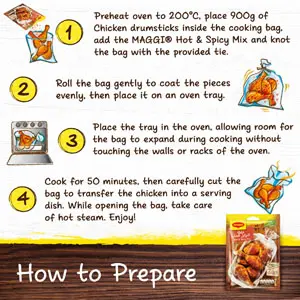 1
Preheat oven to 200°C, place 900g of
Chicken drumsticks inside the cooking bag,
add the MAGGI® Hot & Spicy Mix and knot
the bag with the provided tie.
2
Roll the bag gently to coat the pieces
evenly, then place it on an oven tray.
3
Place the tray in the oven, allowing room for
the bag to expand during cooking without
touching the walls or racks of the oven.
4
Cook for 50 minutes, then carefully cut the
bag to transfer the chicken into a serving
dish. While opening the bag, take care
of hot steam. Enjoy!
How to Prepare
MAGGI